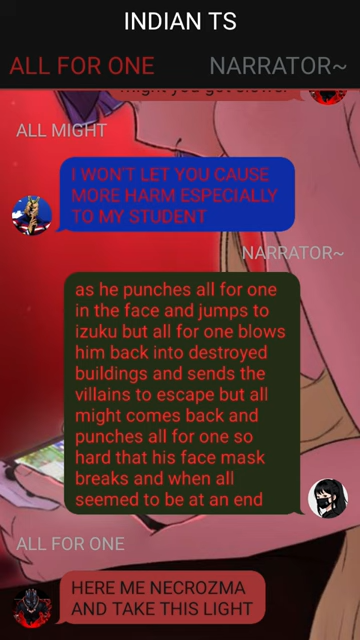 INDIAN TS
ALL FOR ONE
NARRATOR~
might you get slower
ALL MIGHT
I WON'T LET YOU CAUSE
MORE HARM ESPECIALLY
TO MY STUDENT
NARRATOR~
as he punches all for one
in the face and jumps to
izuku but all for one blows
him back into destroyed
buildings and sends the
villains to escape but all
might comes back and
punches all for one so
hard that his face mask
breaks and when all
seemed to be at an end
ALL FOR ONE
HERE ME NECROZMA
AND TAKE THIS LIGHT